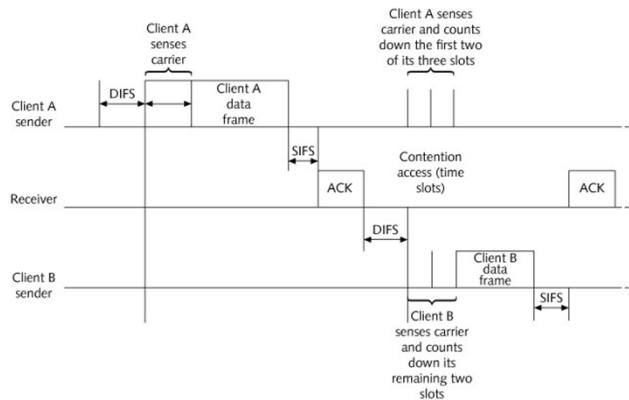 Client A
senses
carrier
Client A senses
carrier and counts
down the first two
of its three slots
DIFS
Client A
data
frame
Client A
sender
SIFS
Contention
access (time
slots)
ACK
ACK
Receiver
DIFS
Client B
data
frame
Client B
sender
SIFS
Client B
senses carrier
and counts
down its
remaining two
slots